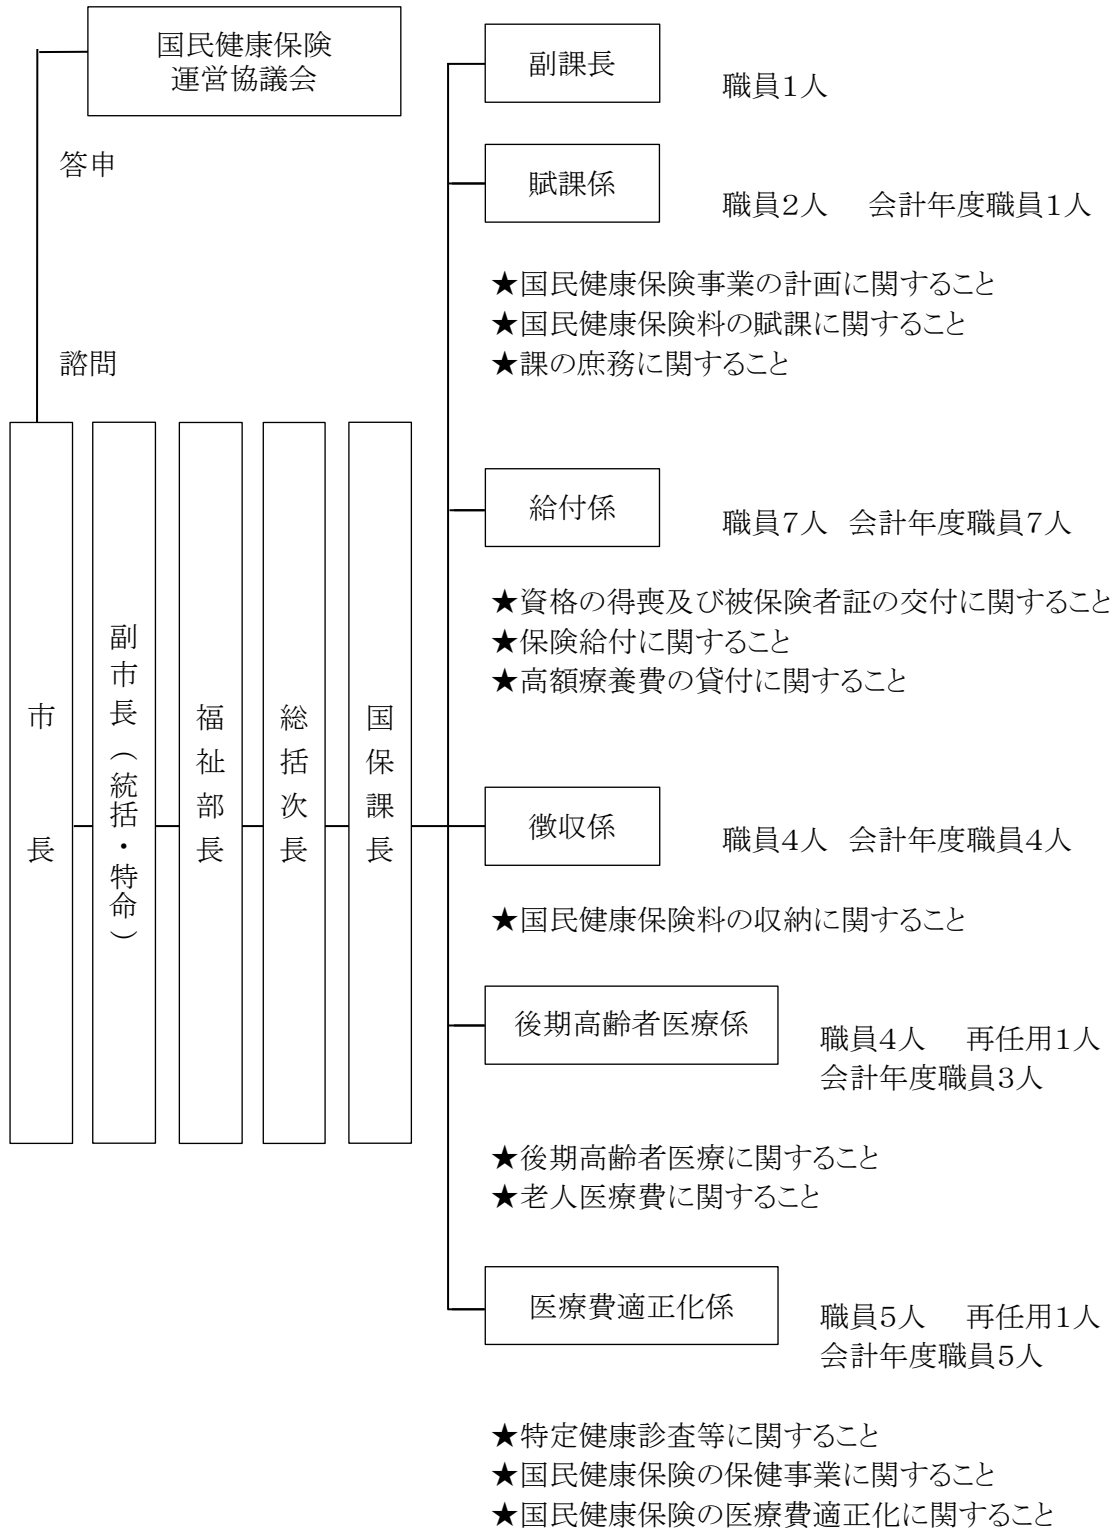 国民健康保険
運営協議会
答申
諮問
市長
副市長（統括・特命）
福祉部長
総括次長
国保課長
副課長
職員１人
賦課係
職員２人　会計年度職員１人
★国民健康保険事業の計画に関すること
★国民健康保険料の賦課に関すること
★課の庶務に関すること
給付係
職員７人　会計年度職員７人
★資格の得喪及び被保険者証の交付に関すること
★保険給付に関すること
★高額療養費の貸付に関すること
徴収係
職員４人　会計年度職員４人
★国民健康保険料の収納に関すること
後期高齢者医療係
職員４人　再任用１人
会計年度職員３人
★後期高齢者医療に関すること
★老人医療費に関すること
医療費適正化係
職員５人　再任用１人
会計年度職員５人
★特定健康診査等に関すること
★国民健康保険の保健事業に関すること
★国民健康保険の医療費適正化に関すること